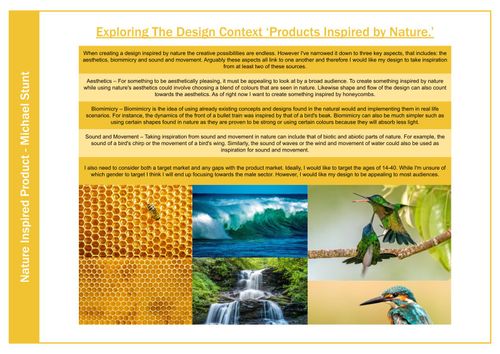 Exploring The Design Context ‘Products Inspired by Nature.’
Nature Inspired Product - Michael Stunt
When creating a design inspired by nature the creative possibilities are endless. However I've narrowed it down to three key aspects, that includes: the
aesthetics, biomimicry and sound and movement. Arguably these aspects all link to one another and therefore I would like my design to take inspiration
from at least two of these sources.
Aesthetics – For something to be aesthetically pleasing, it must be appealing to look at by a broad audience. To create something inspired by nature
while using nature's aesthetics could involve choosing a blend of colours that are seen in nature. Likewise shape and flow of the design can also count
towards the aesthetics. As of right now I want to create something inspired by honeycombs.
Biomimicry – Biomimicry is the idea of using already existing concepts and designs found in the natural would and implementing them in real life
scenarios. For instance, the dynamics of the front of a bullet train was inspired by that of a bird's beak. Biomimicry can also be much simpler such as
using certain shapes found in nature as they are proven to be strong or using certain colours because they will absorb less light.
Sound and Movement – Taking inspiration from sound and movement in nature can include that of biotic and abiotic parts of nature. For example, the
sound of a bird's chirp or the movement of a bird's wing. Similarly, the sound of waves or the wind and movement of water could also be used as
inspiration for sound and movement.
I also need to consider both a target market and any gaps with the product market. Ideally, I would like to target the ages of 14-40. While I'm unsure of
which gender to target I think I will end up focusing towards the male sector. However, I would like my design to be appealing to most audiences.